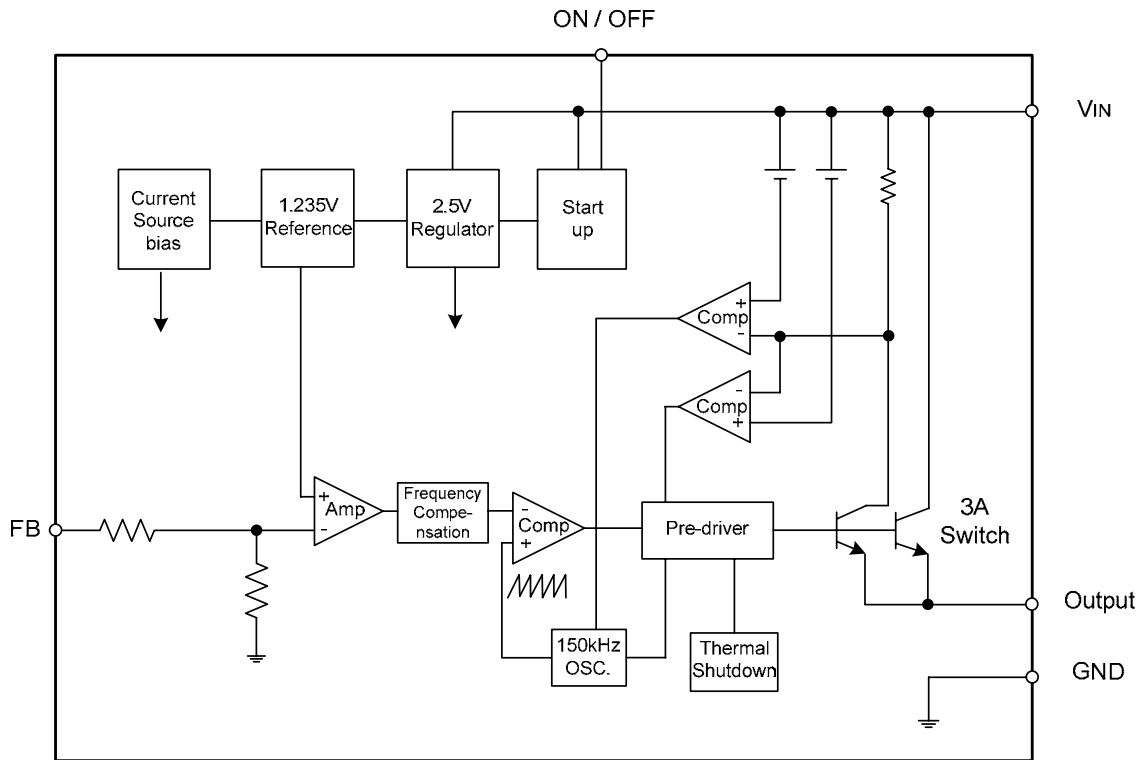 ON / OFF
VIN
Current
Source
bias
1.235V
Reference
2.5V
Regulator
Start
up
+
Comp
-
-
Comp
+
FB
+
Amp
-
Frequency
Compe-
nsation
-
Comp
+
Pre-driver
3A
Switch
Output
150kHz
OSC.
Thermal
Shutdown
GND